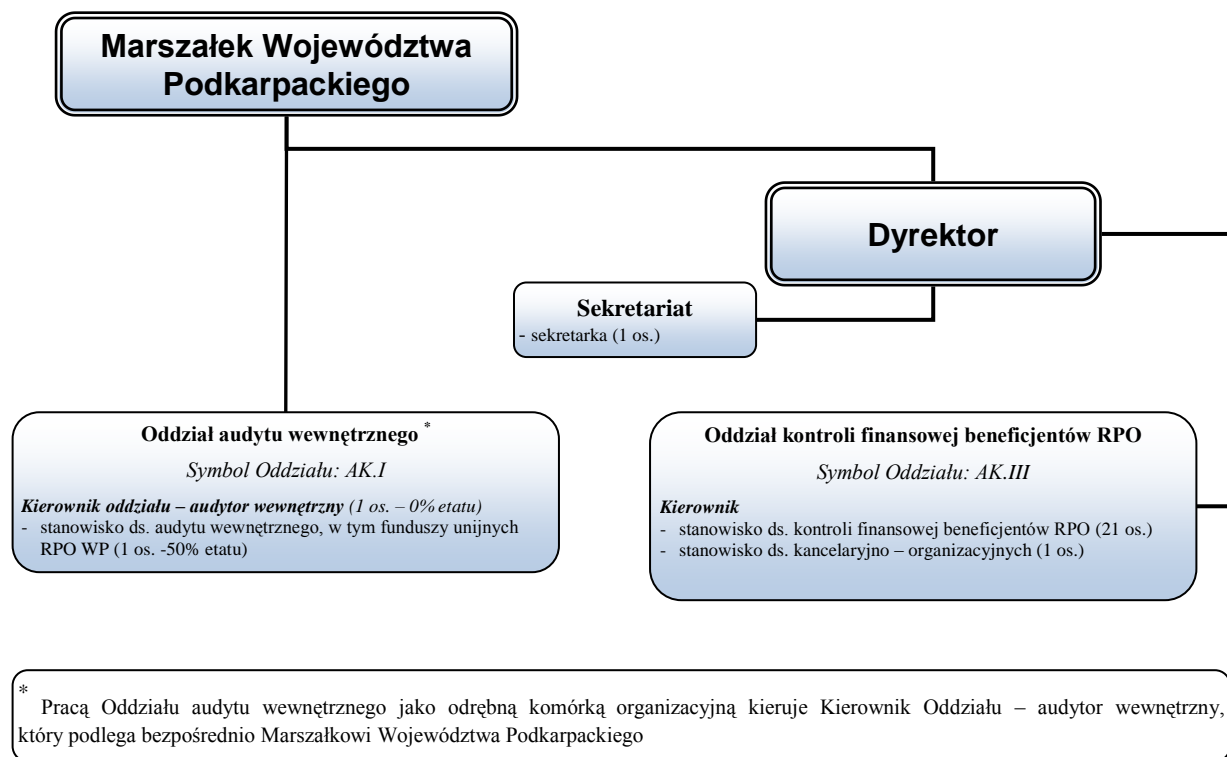 Marszałek Województwa
Podkarpackiego
Dyrektor
Sekretariat
- sekretarka (1 os.)
Oddział audytu wewnętrznego *
Symbol Oddziału: AK.I
Kierownik oddziału – audytor wewnętrzny (1 os. – 0% etatu)
- stanowisko ds. audytu wewnętrznego, w tym funduszy unijnych
RPO WP (1 os. -50% etatu)
Oddział kontroli finansowej beneficjentów RPO
Symbol Oddziału: AK.III
Kierownik
- stanowisko ds. kontroli finansowej beneficjentów RPO (21 os.)
- stanowisko ds. kancelaryjno – organizacyjnych (1 os.)
* Pracą Oddziału audytu wewnętrznego jako odrębną komórką organizacyjną kieruje Kierownik Oddziału – audytor wewnętrzny,
który podlega bezpośrednio Marszałkowi Województwa Podkarpackiego